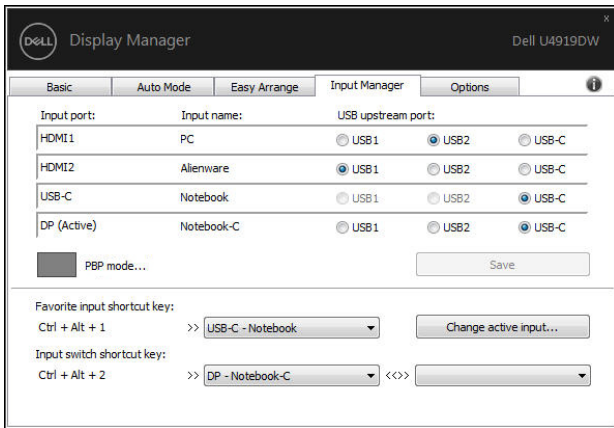 DELL Display Manager Dell U4919DW
x
Basic Auto Mode Easy Arrange Input Manager Options i
Input port: Input name: USB upstream port:
HDMI1 PC USB1 USB2 USB-C
HDMI2 Alienware USB1 USB2 USB-C
USB-C Notebook USB1 USB2 USB-C
DP (Active) Notebook-C USB1 USB2 USB-C
PBP mode... Save
Favorite input shortcut key:
Ctrl + Alt + 1 >> USB-C - Notebook Change active input...
Input switch shortcut key:
Ctrl + Alt + 2 >> DP - Notebook-C <<>>